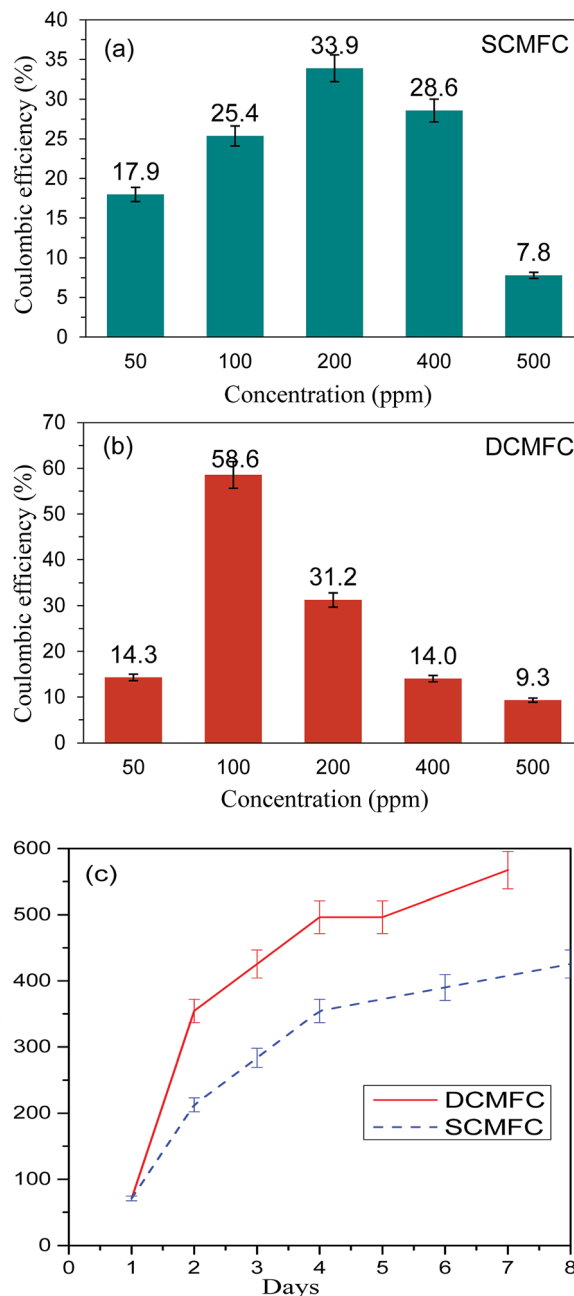 (a)
SCMFC
Coulombic efficiency (%)
40
35
30
25
20
15
10
5
0
17.9
25.4
33.9
28.6
7.8
50 100 200 400 500
Concentration (ppm)
(b)
DCMFC
Coulombic efficiency (%)
70
60
50
40
30
20
10
0
14.3
58.6
31.2
14.0
9.3
50 100 200 400 500
Concentration (ppm)
(c)
600
500
400
300
200
100
0
DCMFC
SCMFC
0 1 2 3 4 5 6 7 8
Days